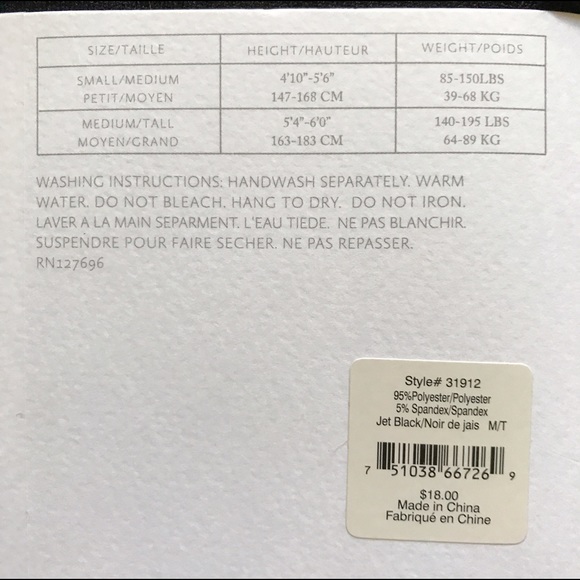 SIZE/TAILLE HEIGHT/HAUTEUR WEIGHT/POIDS
SMALL/MEDIUM 4'10"-5'6" 85-150LBS
PETIT/MOYEN 147-168 CM 39-68 KG
MEDIUM/TALL 5'4"-6'0" 140-195 LBS
MOYEN/GRAND 163-183 CM 64-89 KG
WASHING INSTRUCTIONS: HANDWASH SEPARATELY. WARM
WATER. DO NOT BLEACH. HANG TO DRY. DO NOT IRON.
LAVER A LA MAIN SEPARMENT. L'EAU TIEDE. NE PAS BLANCHIR.
SUSPENDRE POUR FAIRE SECHER. NE PAS REPASSER.
RN127696
Style# 31912
95%Polyester/Polyester
5% Spandex/Spandex
Jet Black/Noir de jais M/T
7 51038 66726 9
$18.00
Made in China
Fabriqué en Chine